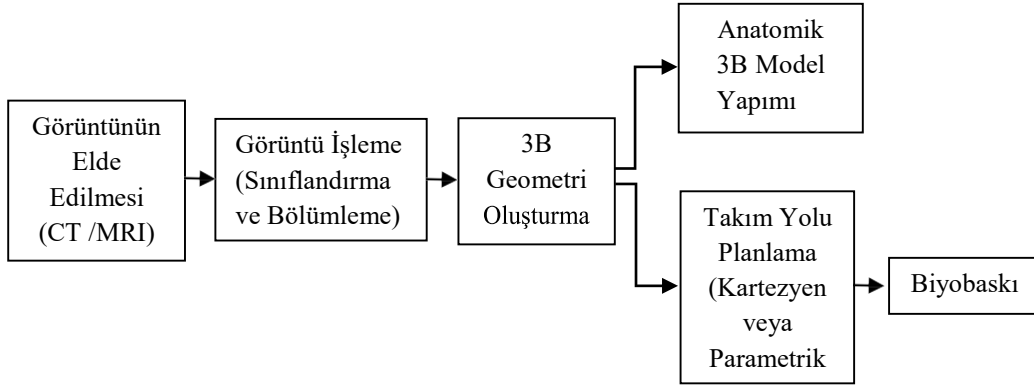 Görüntünün
Elde
Edilmesi
(CT /MRI)
Görüntü İşleme
(Sınıflandırma
ve Bölümleme)
3B
Geometri
Oluşturma
Anatomik
3B Model
Yapımı
Takım Yolu
Planlama
(Kartezyen
veya
Parametrik
Biyobaskı